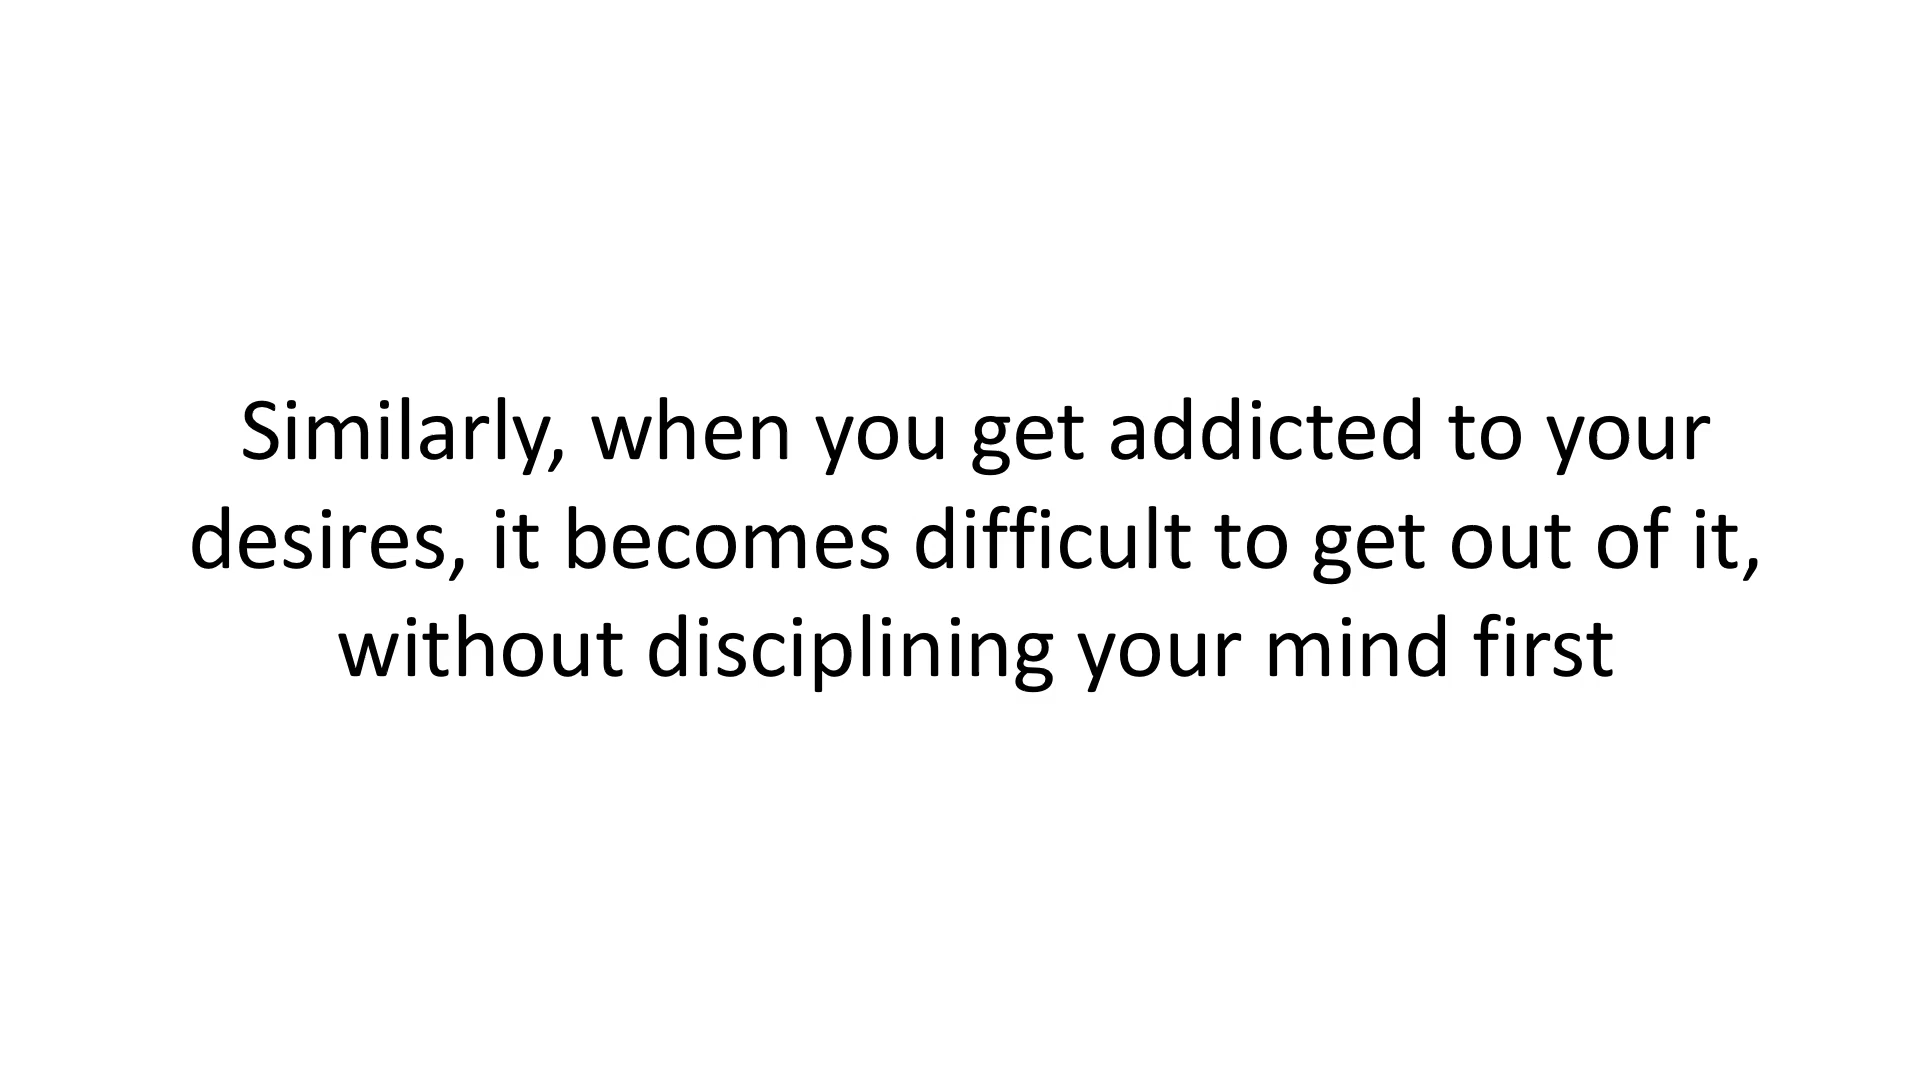 Similarly, when you get addicted to your
desires, it becomes difficult to get out of it,
without disciplining your mind first